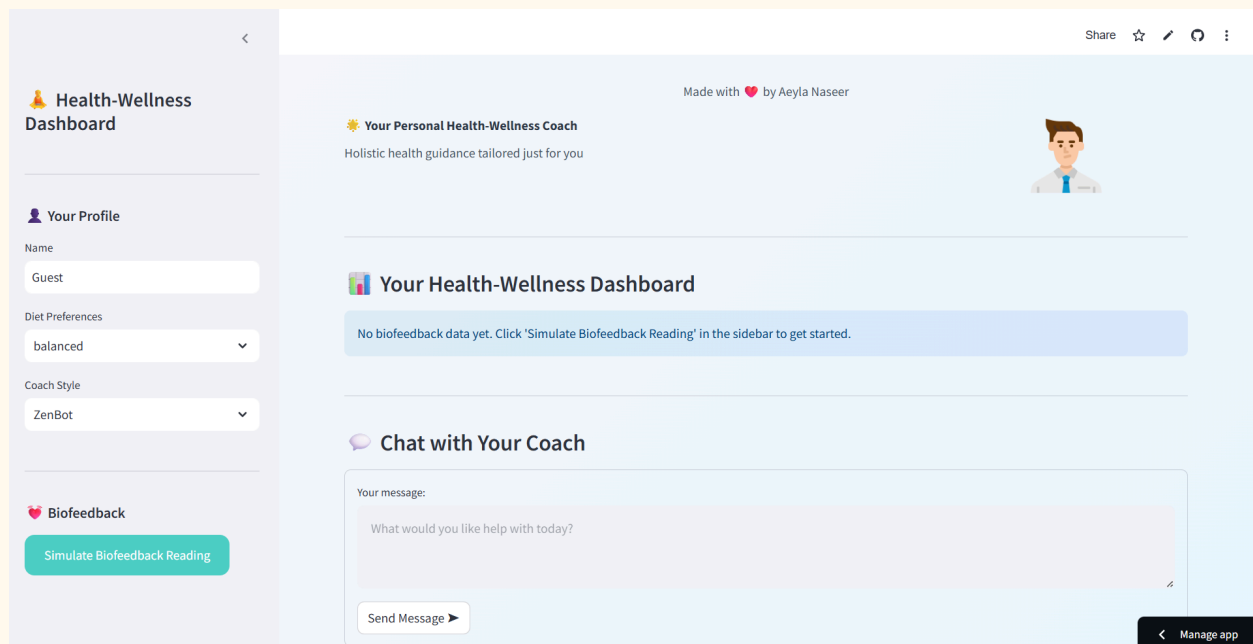 Share
🧘 Health-Wellness
Dashboard
👤 Your Profile
Name
Guest
Diet Preferences
balanced
Coach Style
ZenBot
💓 Biofeedback
Simulate Biofeedback Reading
Made with 💖 by Aeyla Naseer
🌟 Your Personal Health-Wellness Coach
Holistic health guidance tailored just for you
📊 Your Health-Wellness Dashboard
No biofeedback data yet. Click 'Simulate Biofeedback Reading' in the sidebar to get started.
💬 Chat with Your Coach
Your message:
What would you like help with today?
Send Message ➤
Manage app